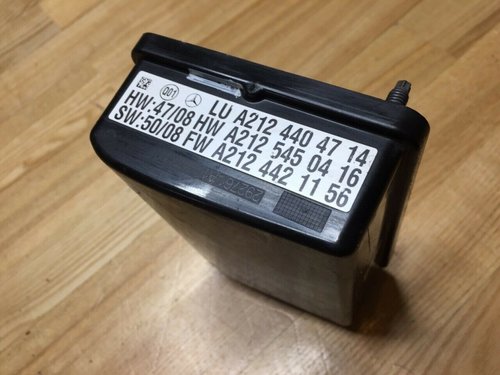 001 LU A212 440 47 14
HW:47/08 HW A212 545 04 16
SW:50/08 FW A212 442 11 56